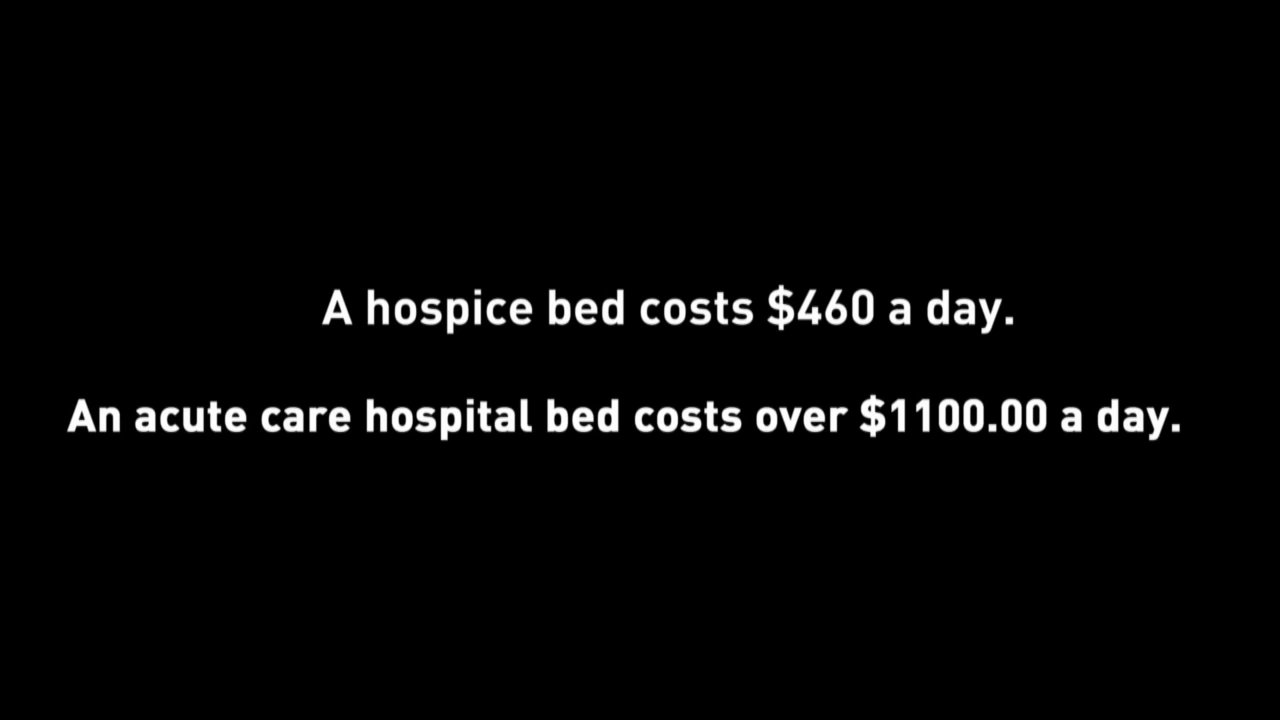 A hospice bed costs $460 a day.
An acute care hospital bed costs over $1100.00 a day.